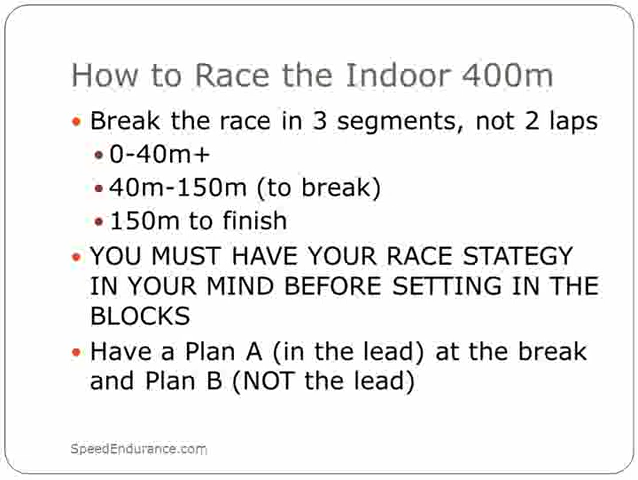 How to Race the Indoor 400m
• Break the race in 3 segments, not 2 laps
• 0-40m+
• 40m-150m (to break)
• 150m to finish
• YOU MUST HAVE YOUR RACE STATEGY
IN YOUR MIND BEFORE SETTING IN THE
BLOCKS
• Have a Plan A (in the lead) at the break
and Plan B (NOT the lead)
SpeedEndurance.com